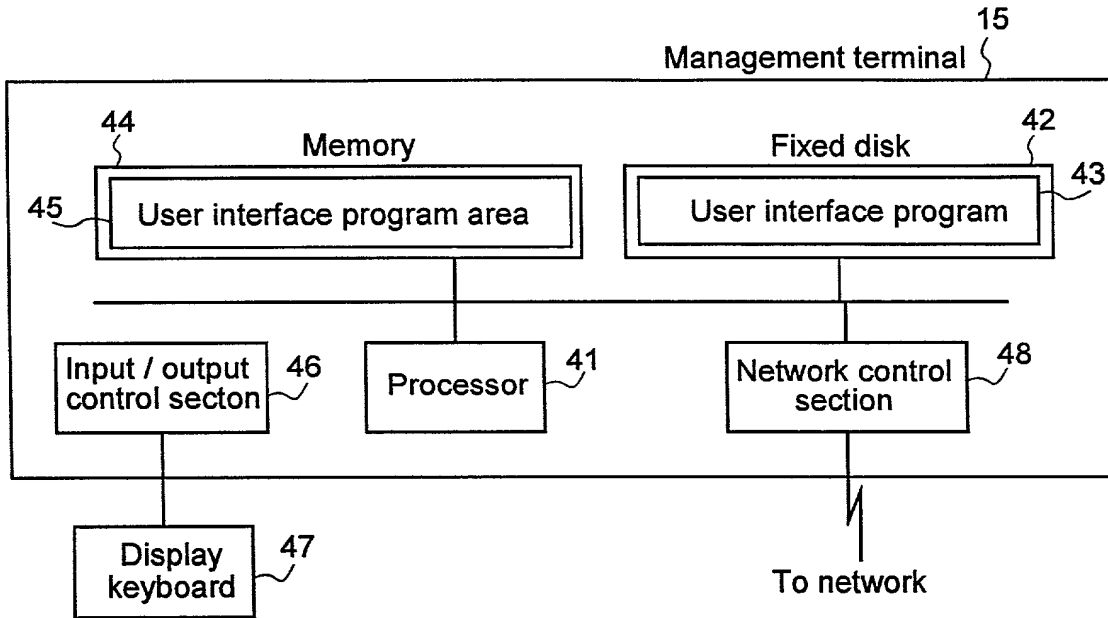 15
Management terminal
44
Memory
Fixed disk
42
43
45
User interface program area
User interface program
Input / output
control secton
46
Processor
41
Network control
section
48
Display
keyboard
47
To network